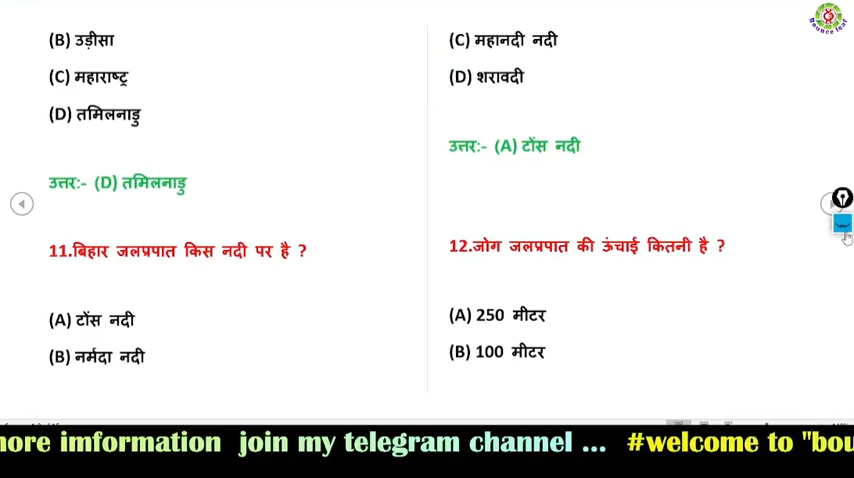 (B) उड़ीसा
(C) महाराष्ट्र
(D) तमिलनाडु
उत्तर:- (D) तमिलनाडु
11.बिहार जलप्रपात किस नदी पर है ?
(A) टोंस नदी
(B) नर्मदा नदी
(C) महानदी नदी
(D) शरावदी
उत्तर:- (A) टोंस नदी
12.जोग जलप्रपात की ऊंचाई कितनी है ?
(A) 250 मीटर
(B) 100 मीटर
more imformation join my telegram channel ... #welcome to "bou